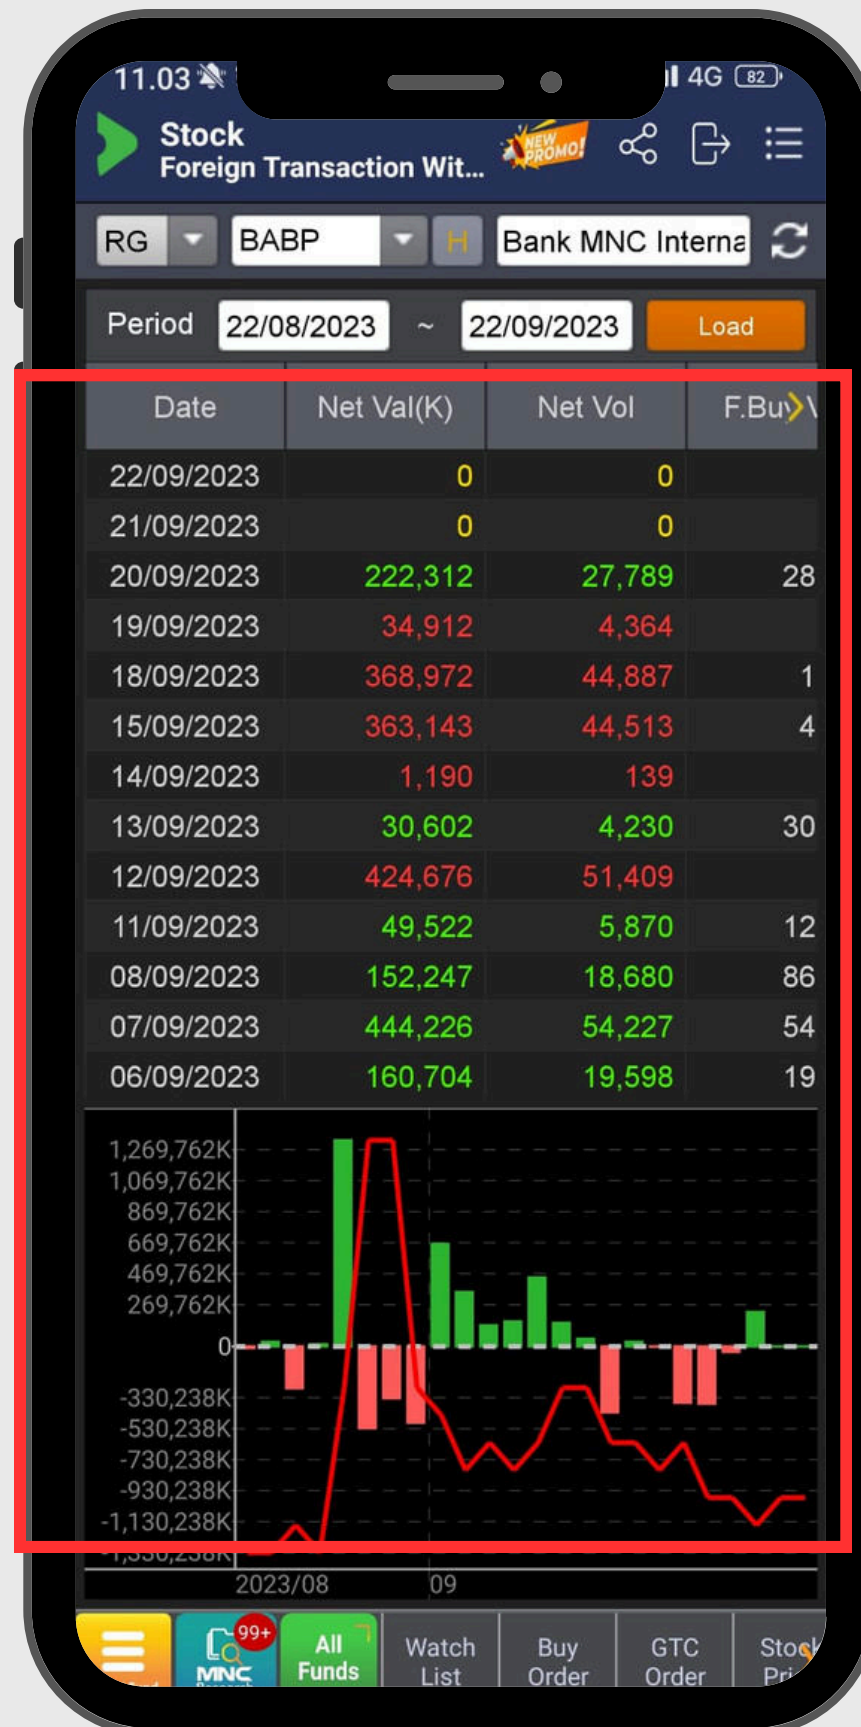 11.03 4G 82
Stock
Foreign Transaction Wit... NEW PROMO!
RG BABP H Bank MNC Interna
Period 22/08/2023 ~ 22/09/2023 Load
Date Net Val(K) Net Vol F.Buy
22/09/2023 0 0
21/09/2023 0 0
20/09/2023 222,312 27,789 28
19/09/2023 34,912 4,364
18/09/2023 368,972 44,887 1
15/09/2023 363,143 44,513 4
14/09/2023 1,190 139
13/09/2023 30,602 4,230 30
12/09/2023 424,676 51,409
11/09/2023 49,522 5,870 12
08/09/2023 152,247 18,680 86
07/09/2023 444,226 54,227 54
06/09/2023 160,704 19,598 19
1,269,762K
1,069,762K
869,762K
669,762K
469,762K
269,762K
0
-330,238K
-530,238K
-730,238K
-930,238K
-1,130,238K
-1,330,238K
2023/08 09
99+
All Watch Buy GTC Stock
MNC Funds List Order Order Pri